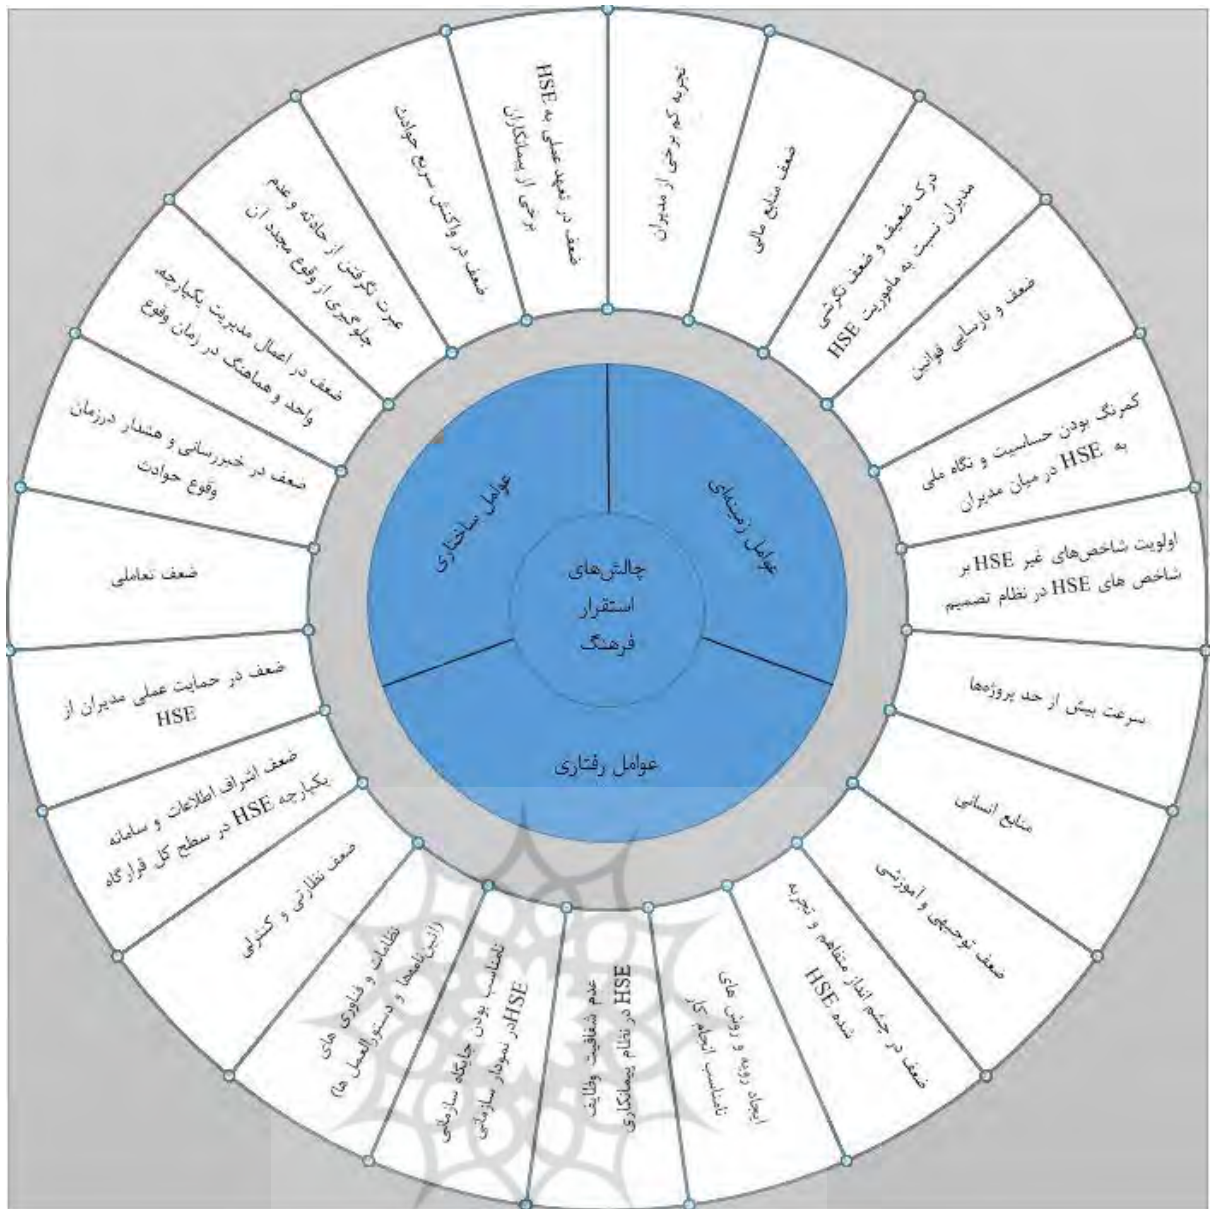 چالش‌های
استقرار
فرهنگ
عوامل زمینه‌ای
عوامل رفتاری
عوامل ساختاری
تجربه کم برخی از مدیران
ضعف منابع مالی
درک ضعیف و ضعف نگرشی
مدیران نسبت به ماموریت HSE
ضعف و نارسایی قوانین
کمرنگ بودن حساسیت و نگاه ملی
به HSE در میان مدیران
اولویت شاخص‌های غیر HSE بر
شاخص های HSE در نظام تصمیم
سرعت بیش از حد پروژه‌ها
منابع انسانی
ضعف توجیهی و آموزشی
ضعف در چشم انداز متفاهم و تجربه
شده HSE
ایجاد رویه و روش های
نامناسب انجام کار
عدم شفافیت وظایف
HSE در نظام پیمانکاری
نامناسب بودن جایگاه سازمانی
HSEدر نمودار سازمانی
نظامات و فناوری های
(آئین‌نامه‌ها و دستورالعمل ها)
ضعف نظارتی و کنترلی
ضعف اشراف اطلاعات و سامانه
یکپارچه HSE در سطح کل قرارگاه
ضعف در حمایت عملی مدیران از
HSE
ضعف تعاملی
ضعف در خبررسانی و هشدار درزمان
وقوع حوادث
ضعف در اعمال مدیریت یکپارچه،
واحد و هماهنگ در زمان وقوع
عبرت نگرفتن از حادثه و عدم
جلوگیری از وقوع مجدد آن
ضعف در واکنش سریع حوادث
ضعف در تعهد عملی به HSE
برخی از پیمانکاران